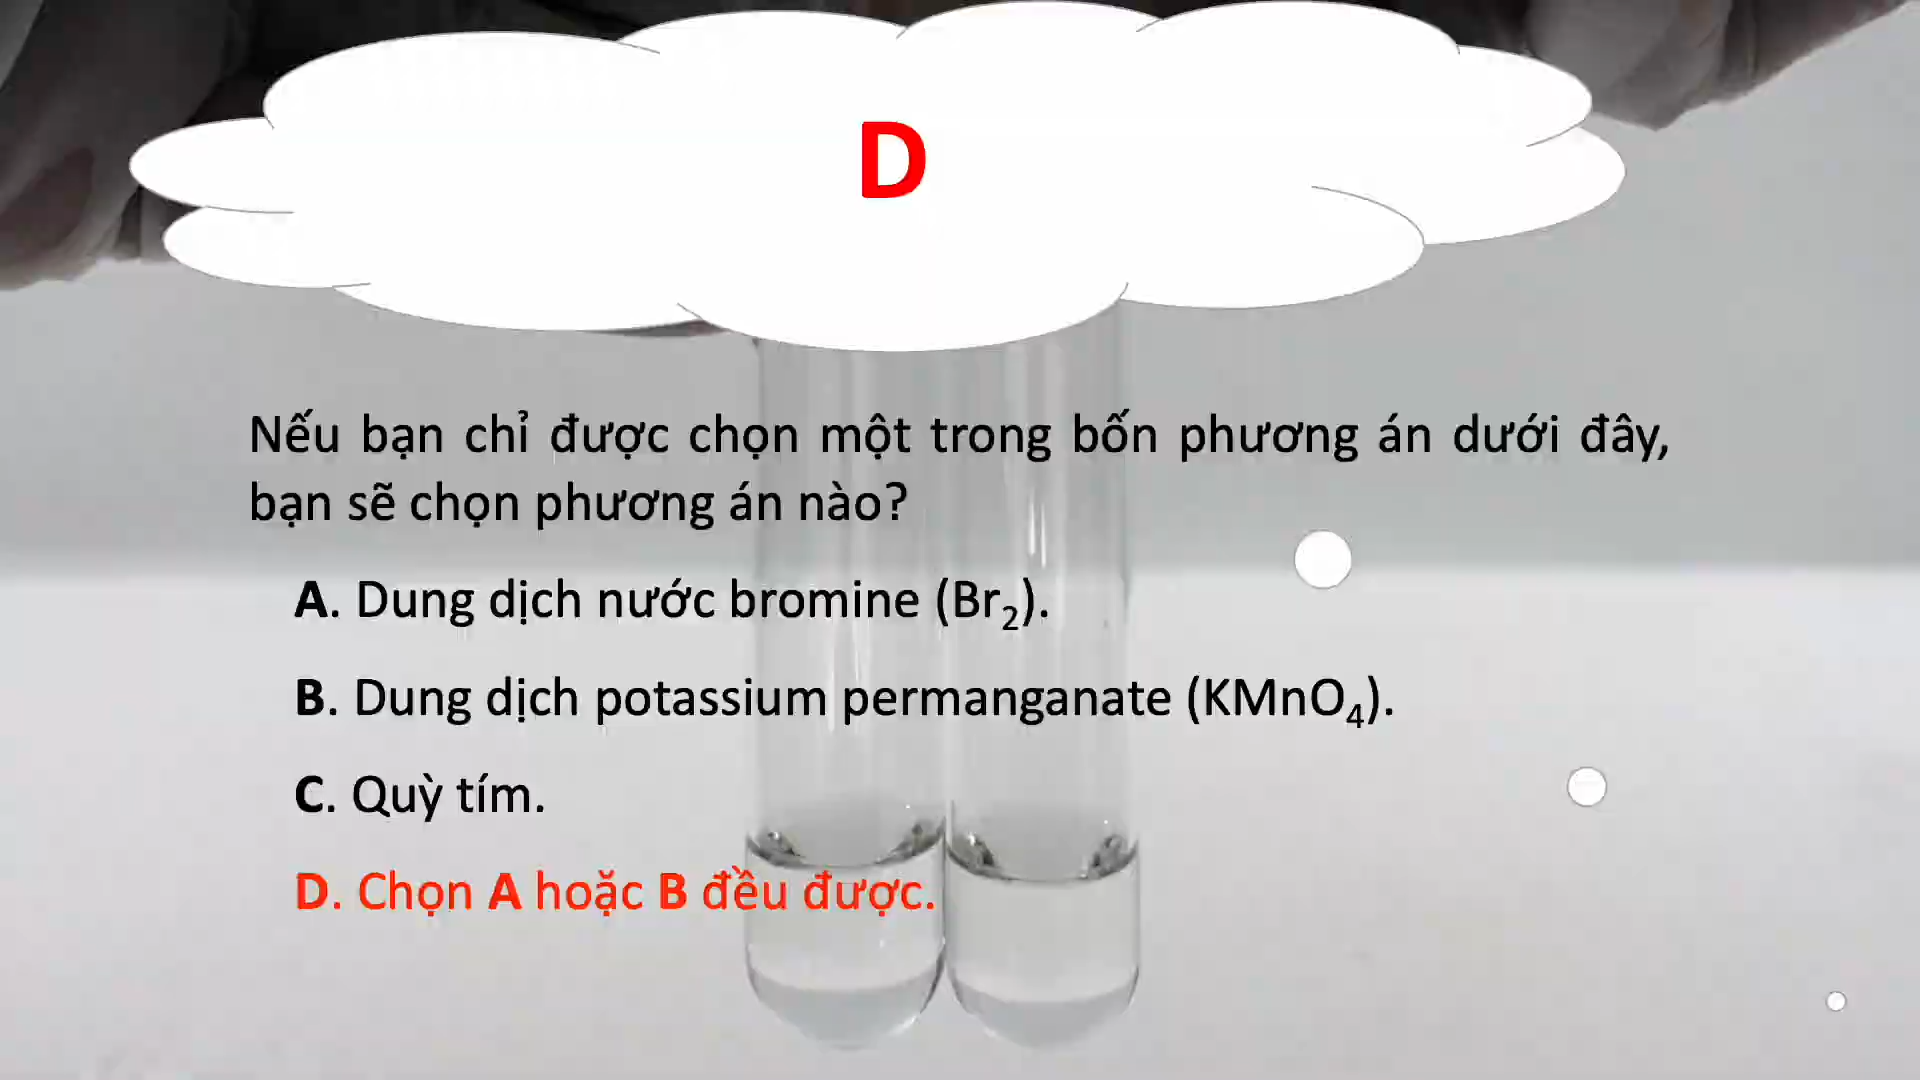 D
Nếu bạn chỉ được chọn một trong bốn phương án dưới đây,
bạn sẽ chọn phương án nào?
A. Dung dịch nước bromine (Br₂).
B. Dung dịch potassium permanganate (KMnO₄).
C. Quỳ tím.
D. Chọn A hoặc B đều được.